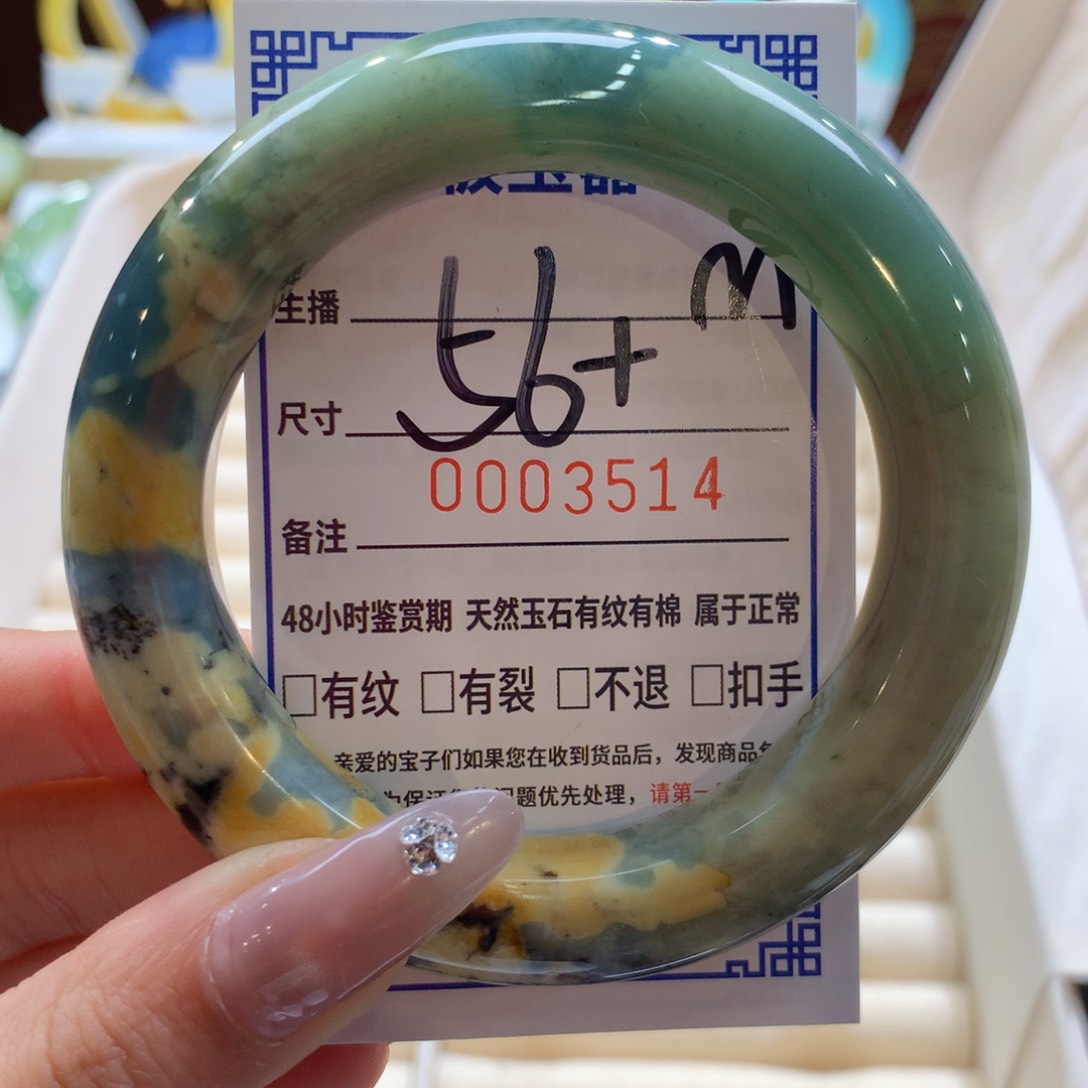 玉器
主播
M
尺寸 56+
0003514
备注
48小时鉴赏期 天然玉石有纹有棉 属于正常
□有纹 □有裂 □不退 □扣手
亲爱的宝子们如果您在收到货品后，发现商品
题优先处理，请第一